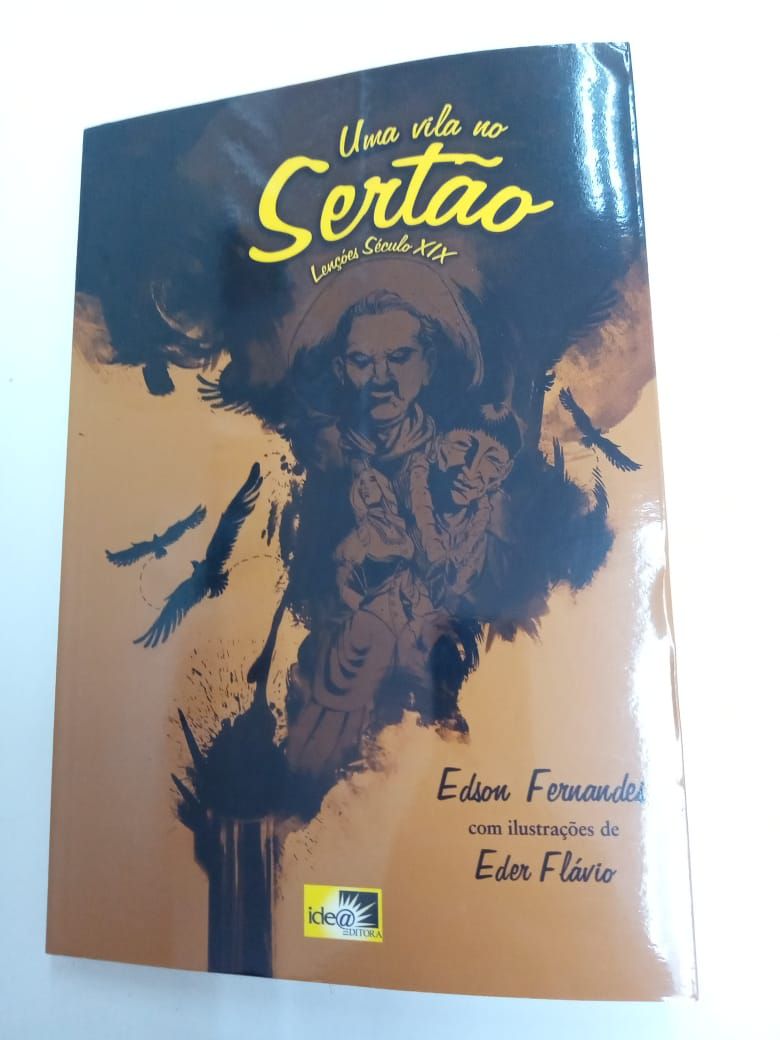 Uma vila no
Sertão
Lençóes Século XIX
Edson Fernandes
com ilustrações de
Eder Flávio
ide@
EDITORA